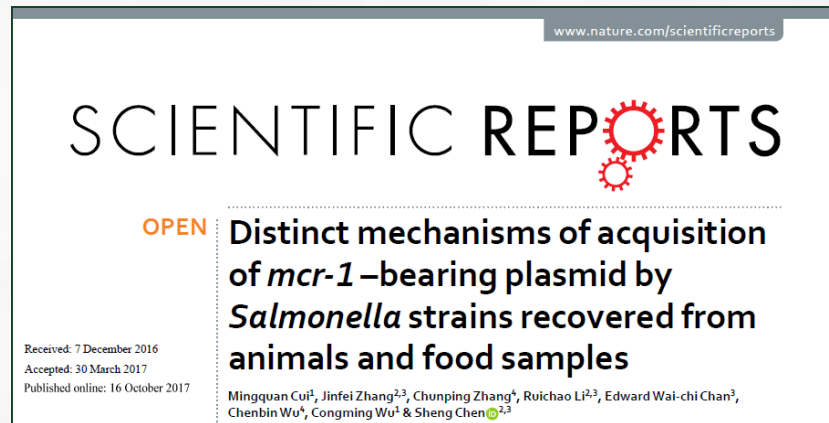 www.nature.com/scientificreports
SCIENTIFIC REPORTS
OPEN
Distinct mechanisms of acquisition
of mcr-1–bearing plasmid by
Salmonella strains recovered from
animals and food samples
Received: 7 December 2016
Accepted: 30 March 2017
Published online: 16 October 2017
Mingquan Cui1, Jinfei Zhang2,3, Chunping Zhang4, Ruichao Li2,3, Edward Wai-chi Chan3,
Chenbin Wu4, Congming Wu1 & Sheng Chen iD 2,3